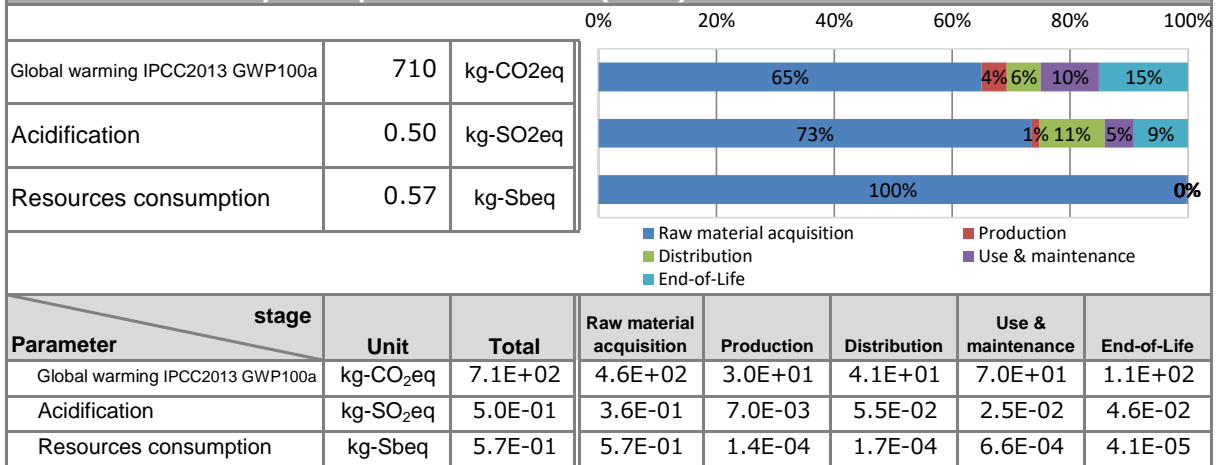 0% 20% 40% 60% 80% 100%
Global warming IPCC2013 GWP100a 710 kg-CO2eq 65% 4% 6% 10% 15%
Acidification 0.50 kg-SO2eq 73% 1% 11% 5% 9%
Resources consumption 0.57 kg-Sbeq 100% 0%
Raw material acquisition Production
Distribution Use & maintenance
End-of-Life
stage
Parameter Unit Total Raw material acquisition Production Distribution Use & maintenance End-of-Life
Global warming IPCC2013 GWP100a kg-CO₂eq 7.1E+02 4.6E+02 3.0E+01 4.1E+01 7.0E+01 1.1E+02
Acidification kg-SO₂eq 5.0E-01 3.6E-01 7.0E-03 5.5E-02 2.5E-02 4.6E-02
Resources consumption kg-Sbeq 5.7E-01 5.7E-01 1.4E-04 1.7E-04 6.6E-04 4.1E-05